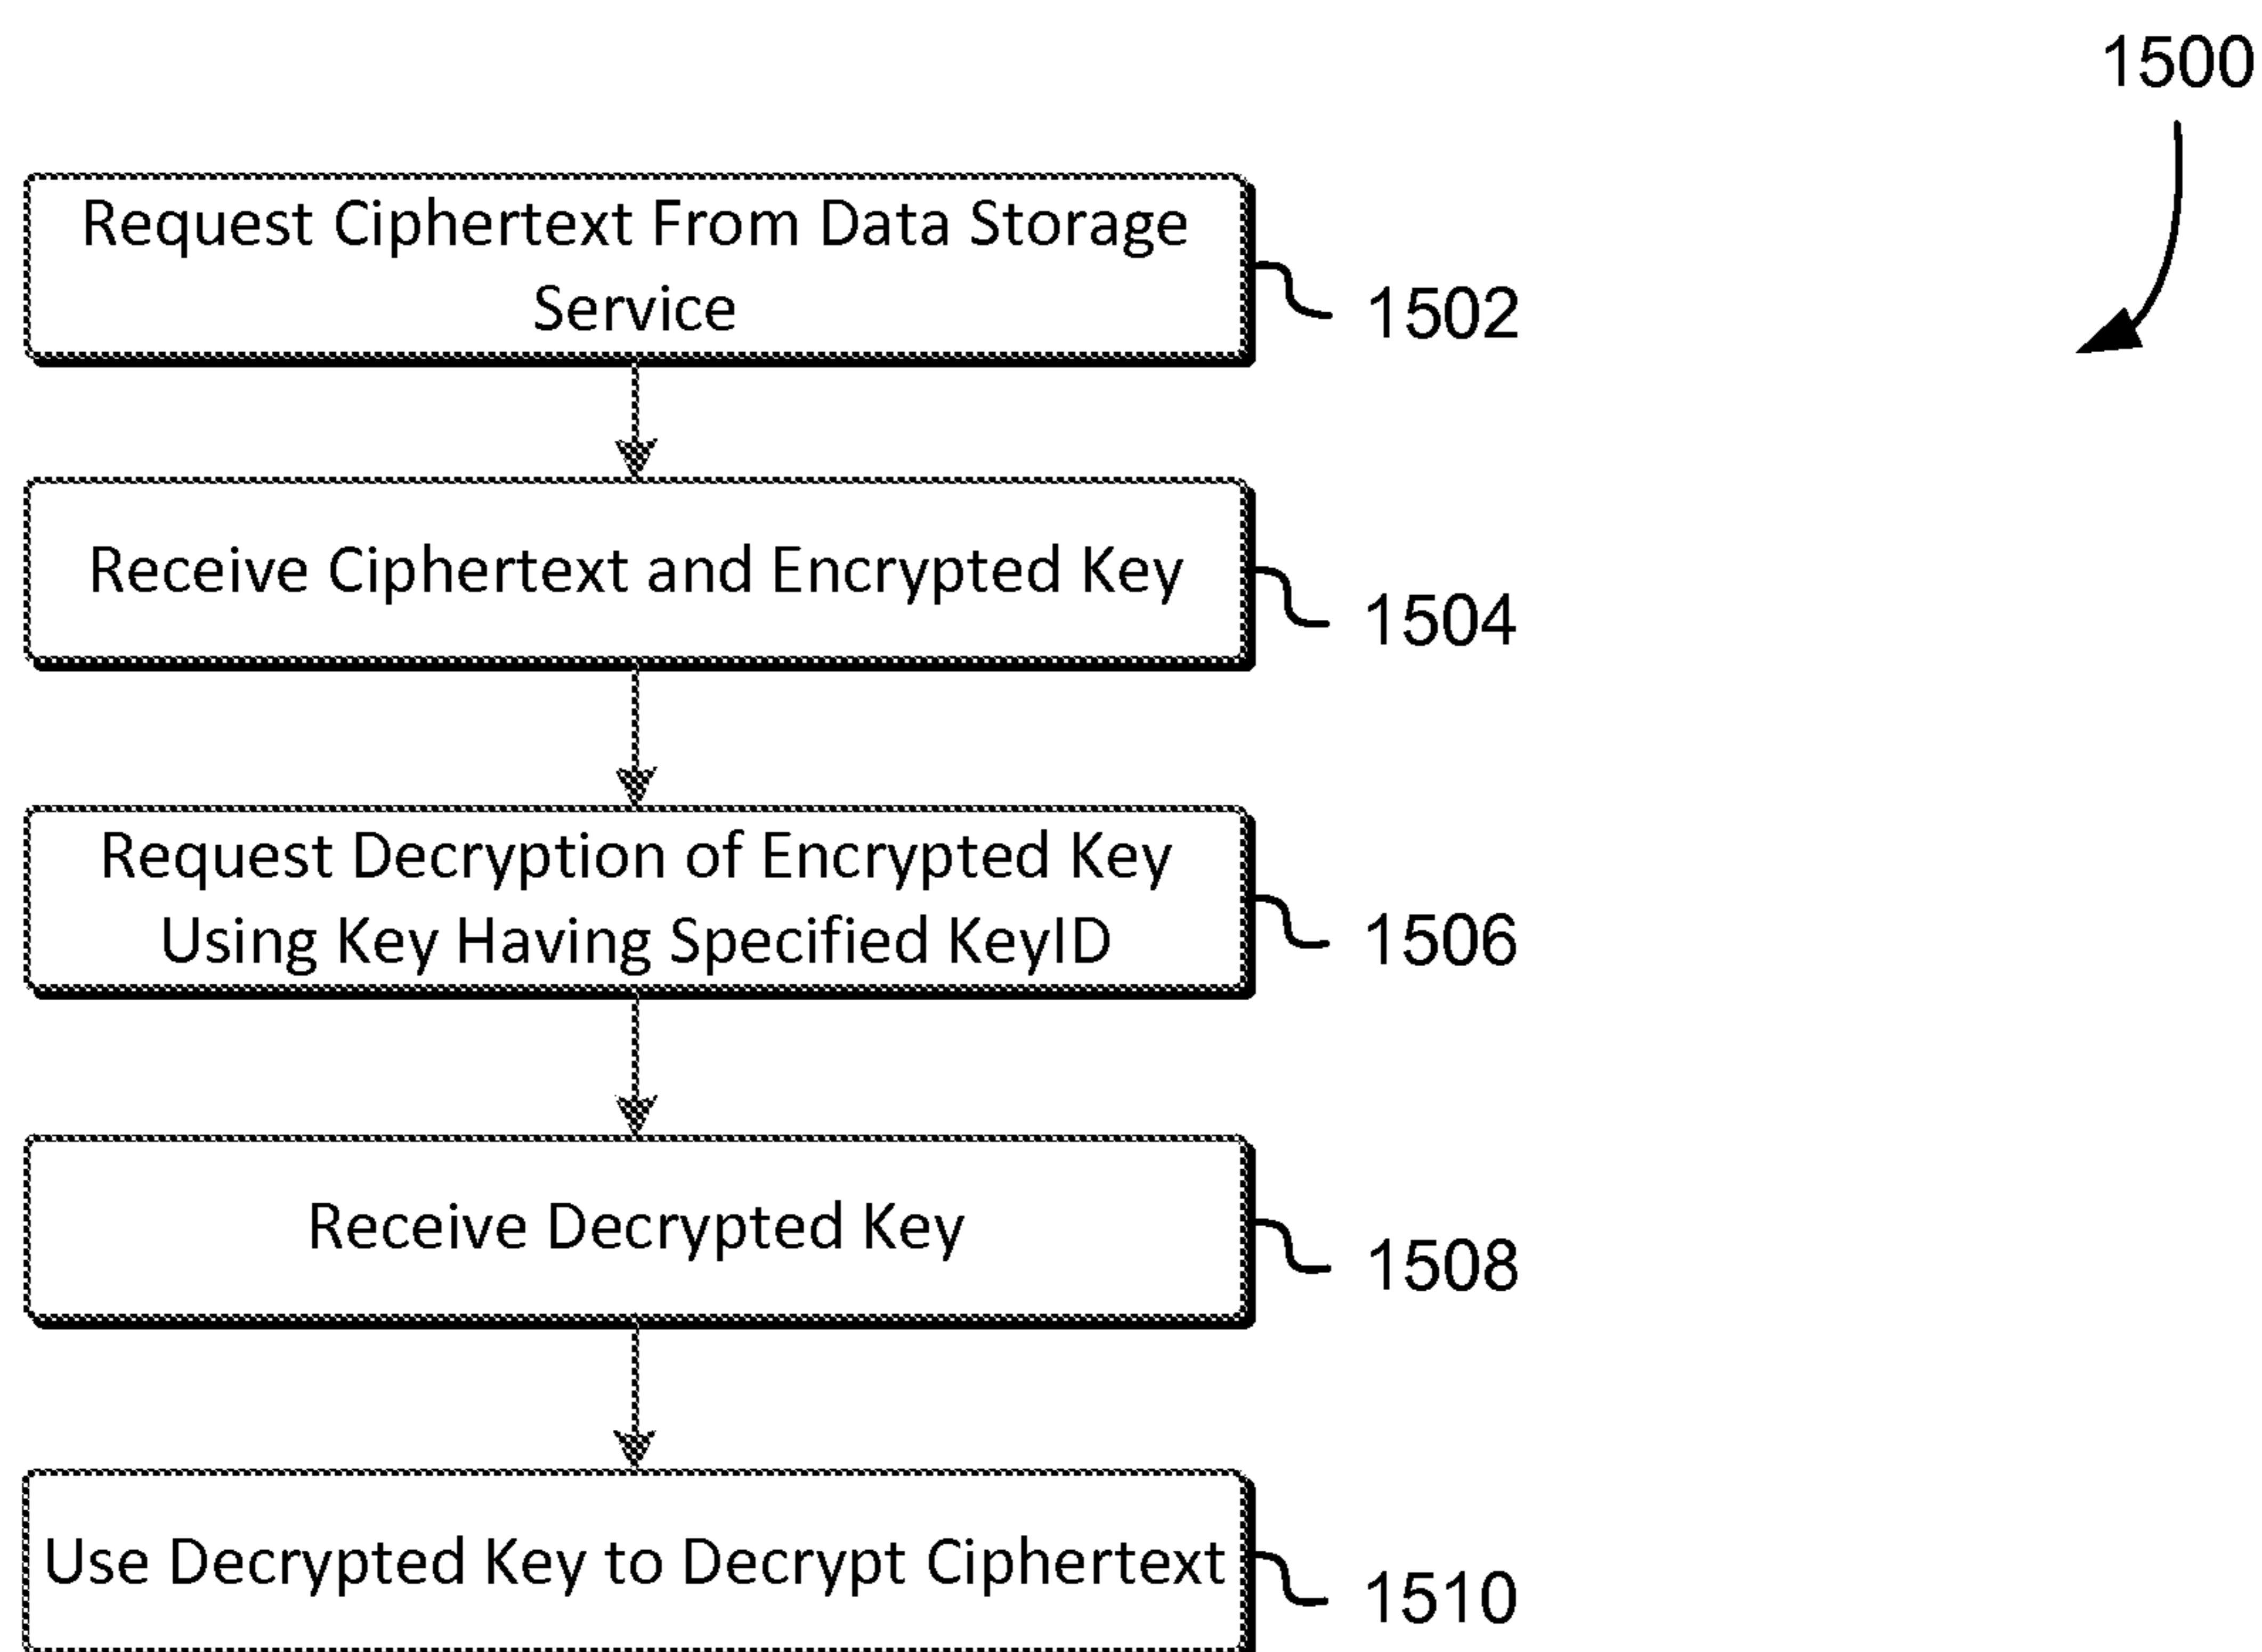 1500
Request Ciphertext From Data Storage
Service
1502
Receive Ciphertext and Encrypted Key
1504
Request Decryption of Encrypted Key
Using Key Having Specified KeyID
1506
Receive Decrypted Key
1508
Use Decrypted Key to Decrypt Ciphertext
1510